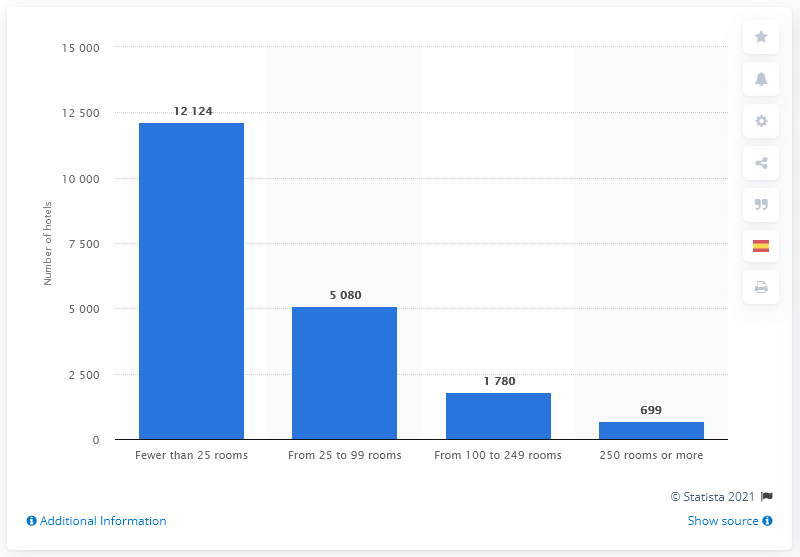 15 000
12 500
10 000
7 500
5 000
2 500
0
Number of hotels
12 124
5 080
1 780
699
Fewer than 25 rooms
From 25 to 99 rooms
From 100 to 249 rooms
250 rooms or more
© Statista 2021
Additional Information
Show source